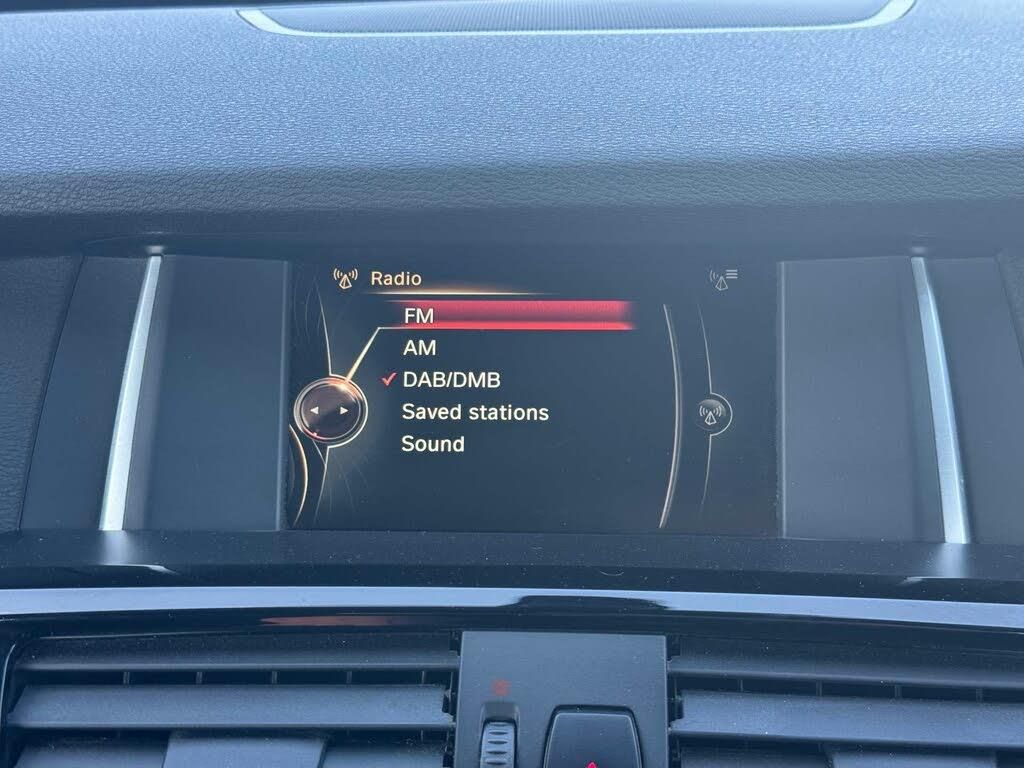 Radio
FM
AM
DAB/DMB
Saved stations
Sound